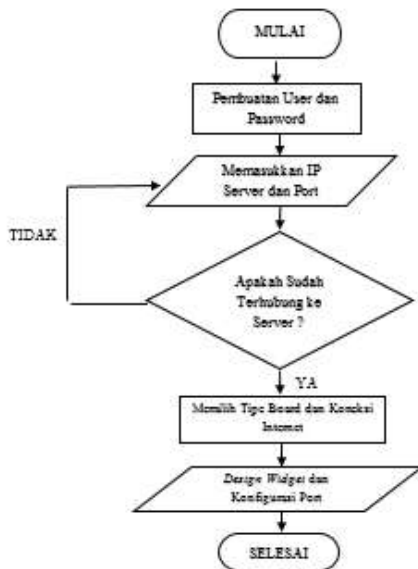 MULAI
Pembuatan User dan
Password
Memasukkan IP
Server dan Port
TIDAK
Apakah Sudah
Terhubung ke
Server ?
YA
Memilih Tipe Board dan Koneksi
Internet
Design Widget dan
Konfigurasi Port
SELESAI